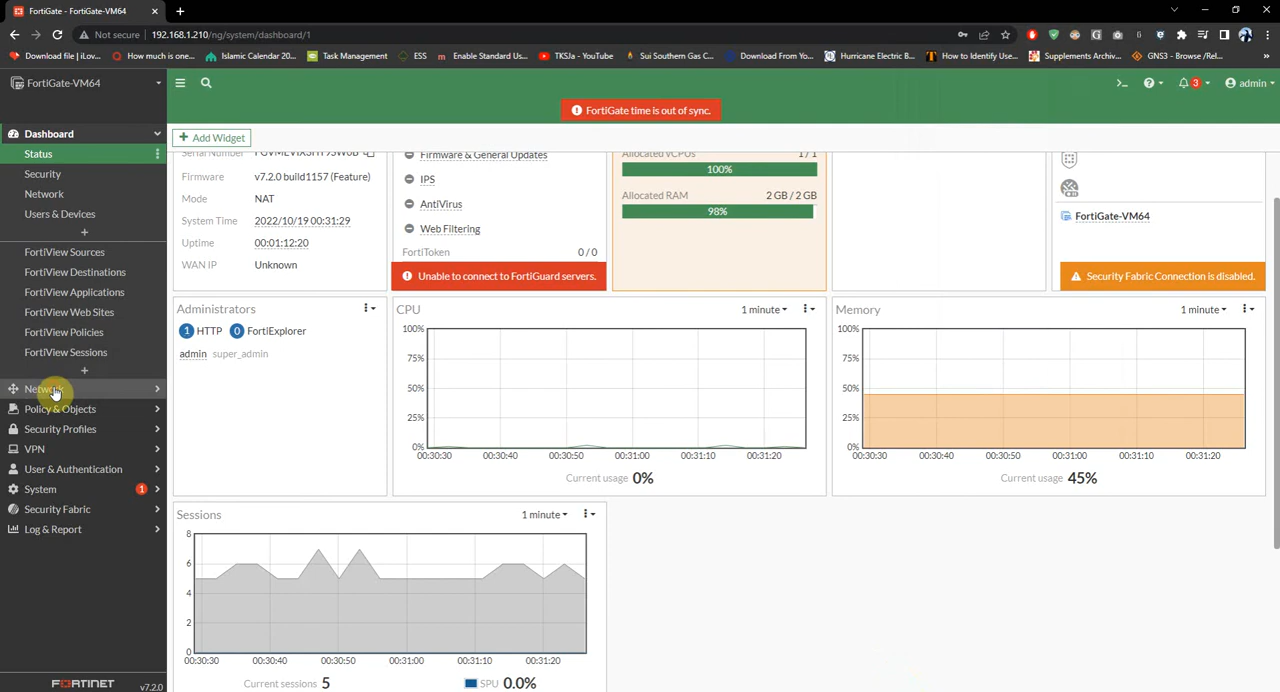 FortiGate - FortiGate-VM64
Not secure 192.168.1.210/ng/system/dashboard/1
Download file | iLov... How much is one... Islamic Calendar 20... Task Management ESS Enable Standard Us... TKSJa - YouTube Sui Southern Gas C... Download From Yo... Hurricane Electric B... How to Identify Use... Supplements Archiv... GNS3 - Browse /Rel... »
FortiGate-VM64
>_ ? 3 admin
FortiGate time is out of sync.
Dashboard
Status
Security
Network
Users & Devices
+
FortiView Sources
FortiView Destinations
FortiView Applications
FortiView Web Sites
FortiView Policies
FortiView Sessions
+
Network
Policy & Objects
Security Profiles
VPN
User & Authentication
System 1
Security Fabric
Log & Report
FORTINET v7.2.0
+ Add Widget
Serial Number
Firmware v7.2.0 build1157 (Feature)
Mode NAT
System Time 2022/10/19 00:31:29
Uptime 00:01:12:20
WAN IP Unknown
Firmware & General Updates
IPS
AntiVirus
Web Filtering
FortiToken 0 / 0
Unable to connect to FortiGuard servers.
Allocated vCPUs 1 / 1
100%
Allocated RAM 2 GB / 2 GB
98%
FortiGate-VM64
Security Fabric Connection is disabled.
Administrators
1 HTTP 0 FortiExplorer
admin super_admin
CPU 1 minute
100%
75%
50%
25%
0%
00:30:30 00:30:40 00:30:50 00:31:00 00:31:10 00:31:20
Current usage 0%
Memory 1 minute
100%
75%
50%
25%
0%
00:30:30 00:30:40 00:30:50 00:31:00 00:31:10 00:31:20
Current usage 45%
Sessions 1 minute
8
6
4
2
0
00:30:30 00:30:40 00:30:50 00:31:00 00:31:10 00:31:20
Current sessions 5 SPU 0.0%